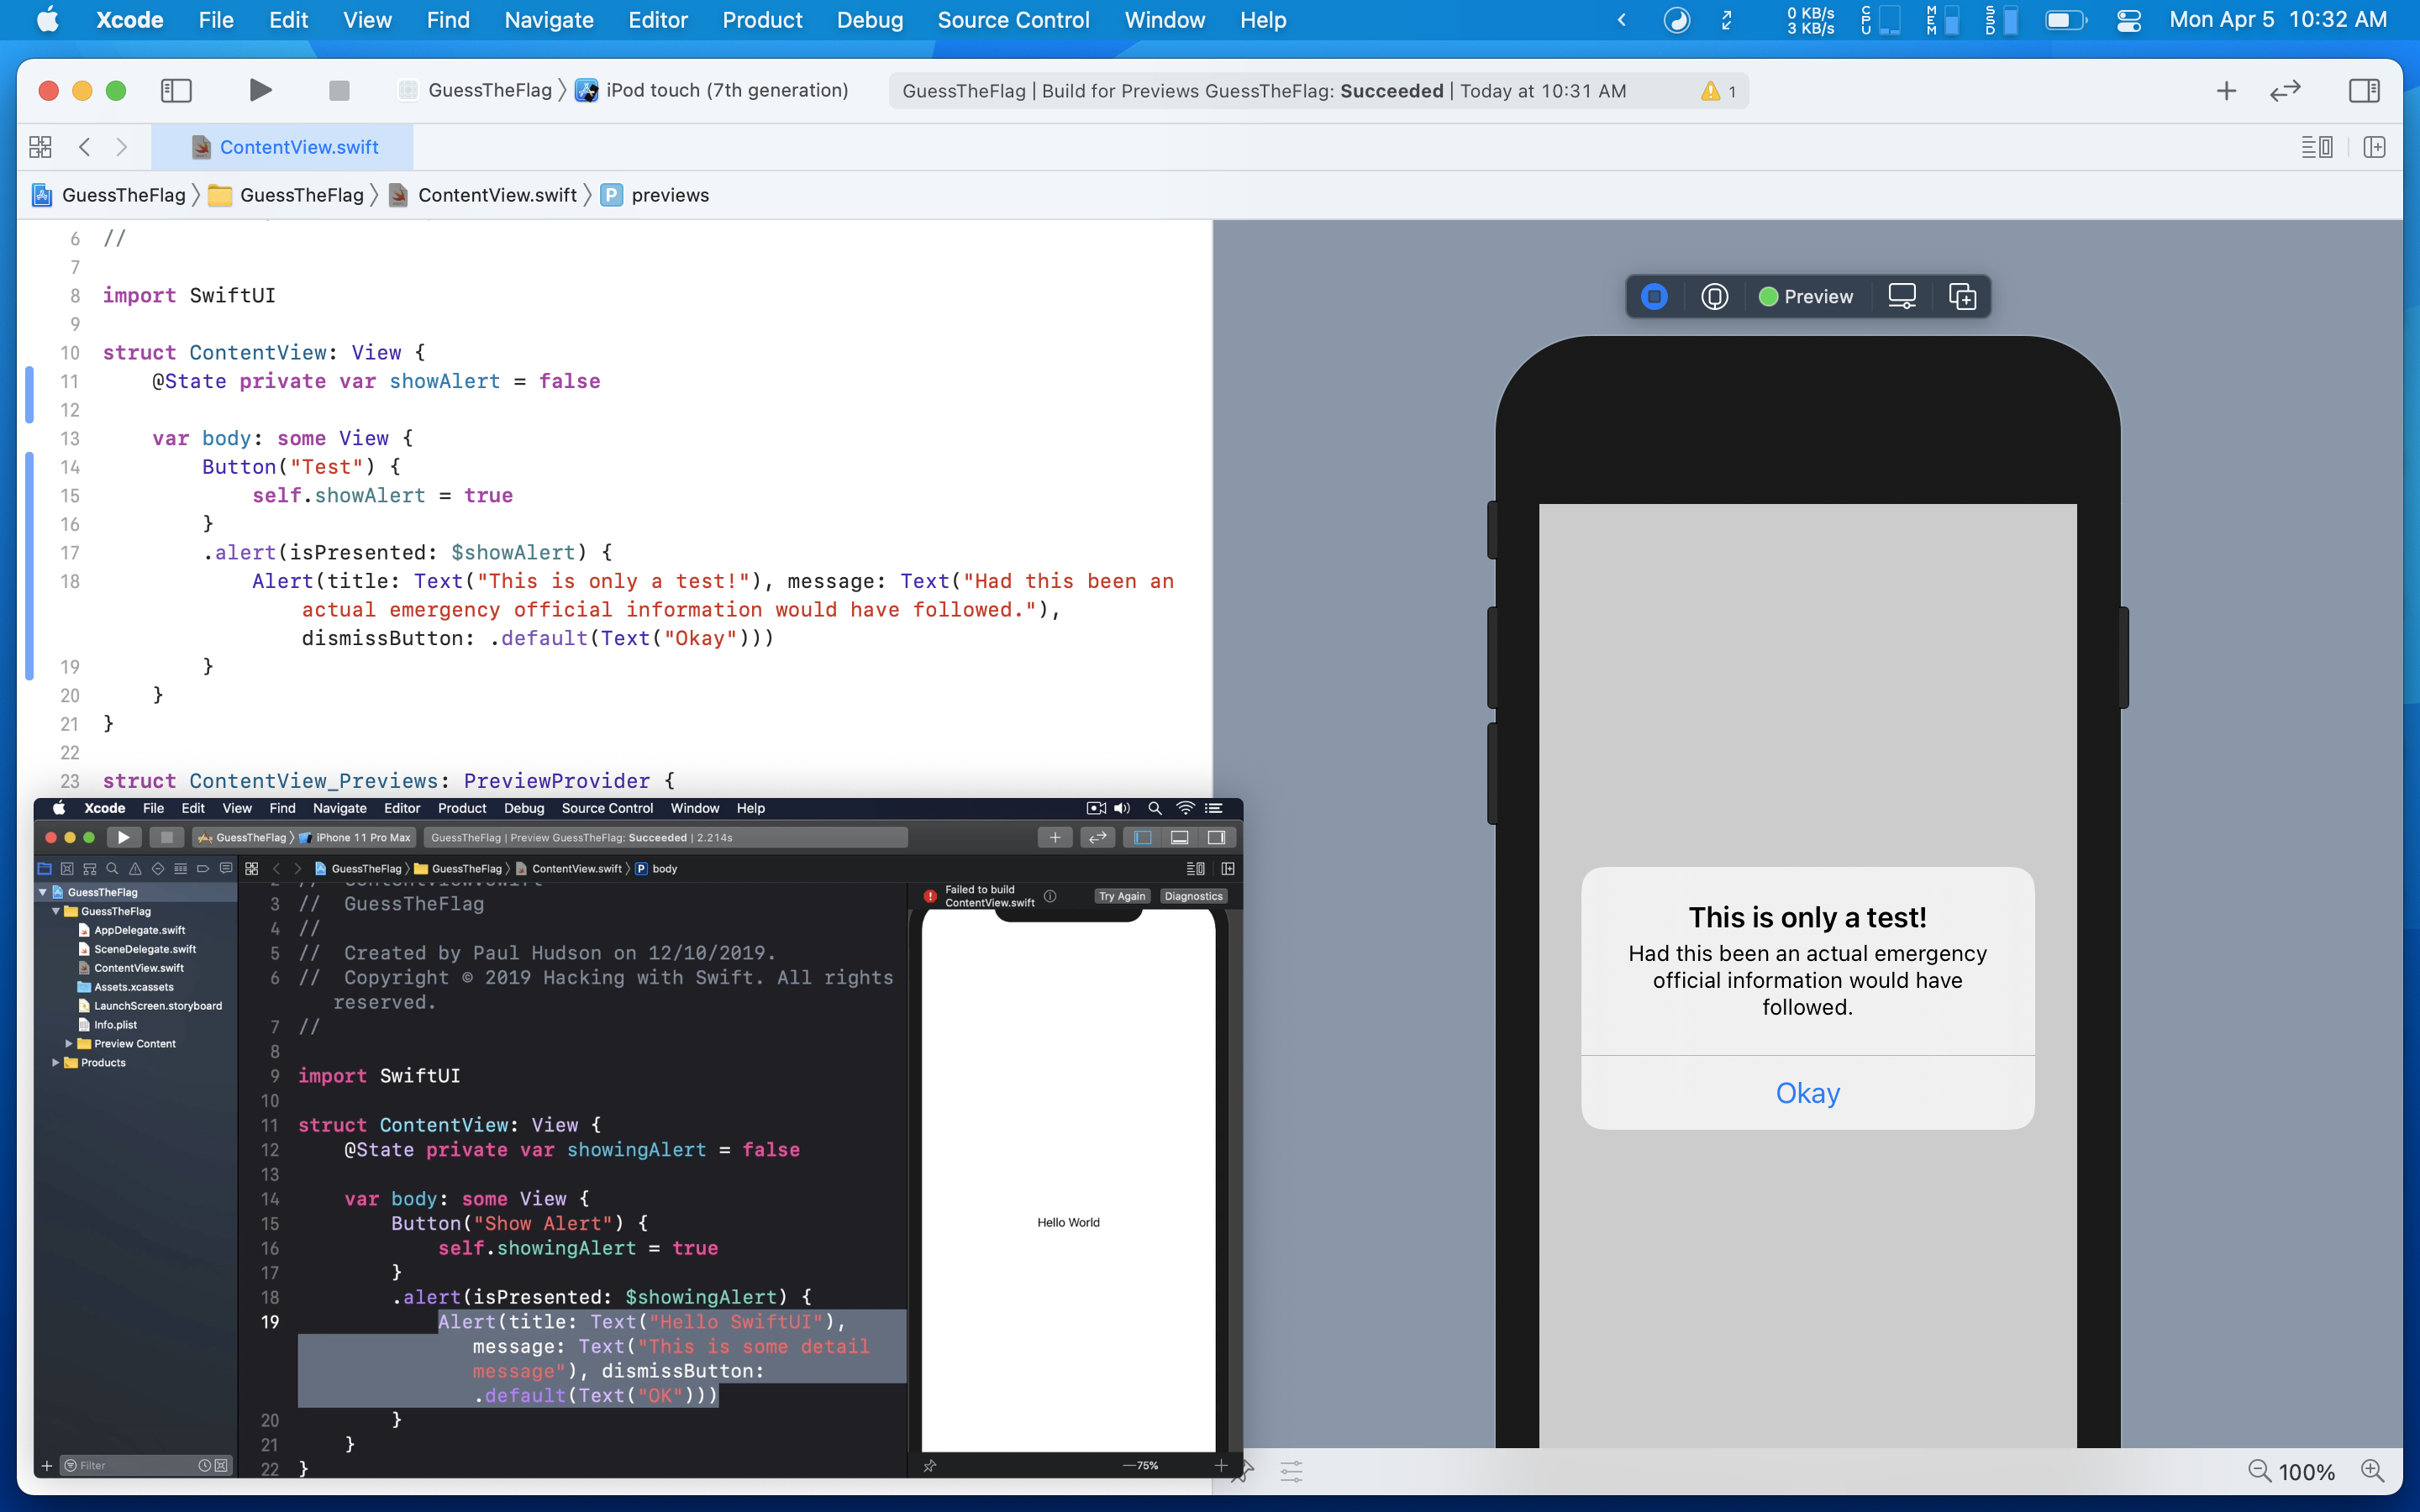 Xcode File Edit View Find Navigate Editor Product Debug Source Control Window Help
0 KB/s
3 KB/s
CPU MEM SSD
Mon Apr 5 10:32 AM
GuessTheFlag iPod touch (7th generation)
GuessTheFlag | Build for Previews GuessTheFlag: Succeeded | Today at 10:31 AM 1
ContentView.swift
GuessTheFlag GuessTheFlag ContentView.swift P previews
6 //
7
8 import SwiftUI
9
10 struct ContentView: View {
11 @State private var showAlert = false
12
13 var body: some View {
14 Button("Test") {
15 self.showAlert = true
16 }
17 .alert(isPresented: $showAlert) {
18 Alert(title: Text("This is only a test!"), message: Text("Had this been an
actual emergency official information would have followed."),
dismissButton: .default(Text("Okay")))
19 }
20 }
21 }
22
23 struct ContentView_Previews: PreviewProvider {
Preview
This is only a test!
Had this been an actual emergency
official information would have
followed.
Okay
100%
Xcode File Edit View Find Navigate Editor Product Debug Source Control Window Help
GuessTheFlag iPhone 11 Pro Max
GuessTheFlag | Preview GuessTheFlag: Succeeded | 2.214s
GuessTheFlag GuessTheFlag ContentView.swift P body
GuessTheFlag
GuessTheFlag
AppDelegate.swift
SceneDelegate.swift
ContentView.swift
Assets.xcassets
LaunchScreen.storyboard
Info.plist
Preview Content
Products
Filter
3 // GuessTheFlag
4 //
5 // Created by Paul Hudson on 12/10/2019.
6 // Copyright © 2019 Hacking with Swift. All rights
reserved.
7 //
8
9 import SwiftUI
10
11 struct ContentView: View {
12 @State private var showingAlert = false
13
14 var body: some View {
15 Button("Show Alert") {
16 self.showingAlert = true
17 }
18 .alert(isPresented: $showingAlert) {
19 Alert(title: Text("Hello SwiftUI"),
message: Text("This is some detail
message"), dismissButton:
.default(Text("OK")))
20 }
21 }
22 }
Failed to build
ContentView.swift
Try Again Diagnostics
Hello World
75%